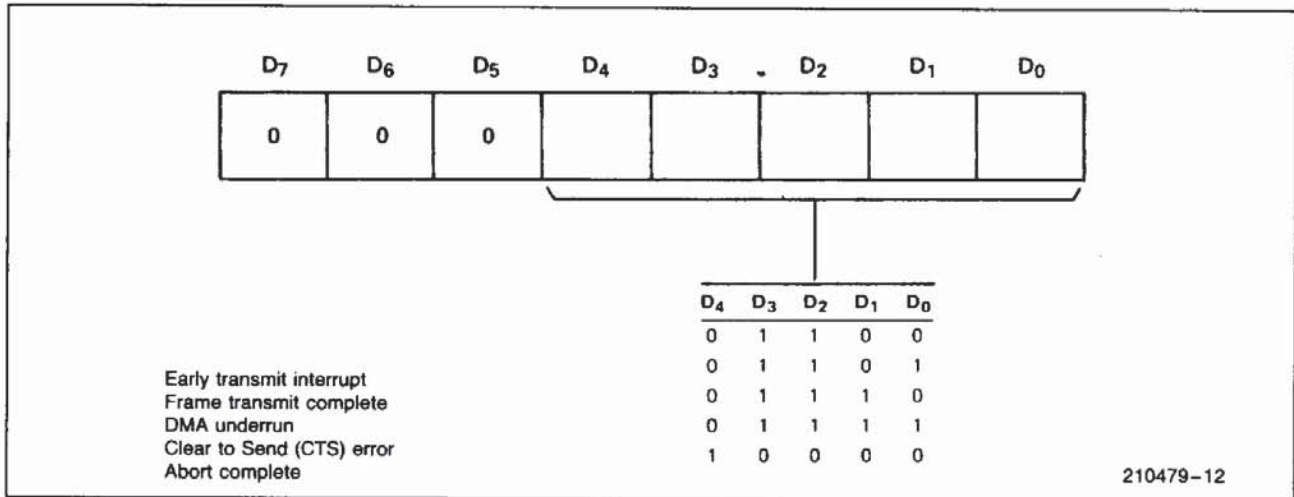 D7 D6 D5 D4 D3 D2 D1 D0
0 0 0
D4 D3 D2 D1 D0
0 1 1 0 0
0 1 1 0 1
Early transmit interrupt
Frame transmit complete
0 1 1 1 0
DMA underrun
0 1 1 1 1
Clear to Send (CTS) error
1 0 0 0 0
Abort complete
210479-12